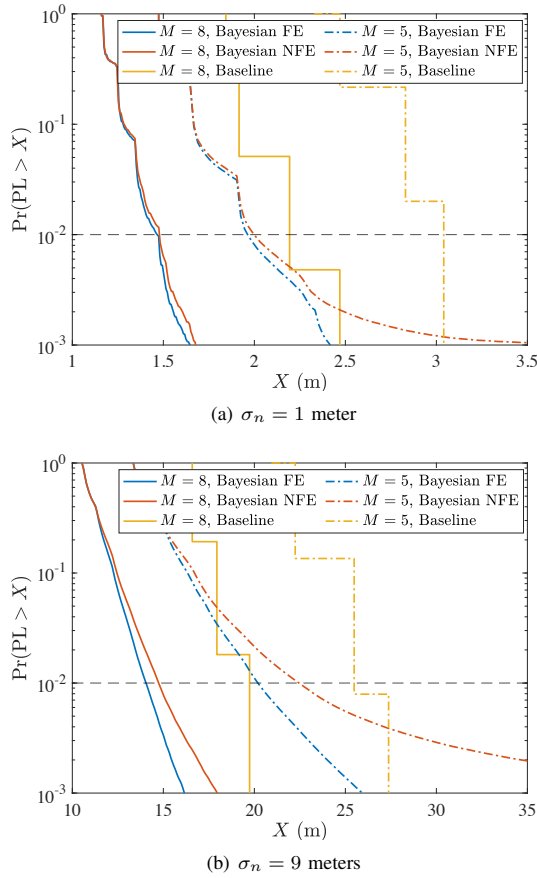 10^0
10^-1
10^-2
10^-3
Pr(PL > X)
M = 8, Bayesian FE
M = 8, Bayesian NFE
M = 8, Baseline
M = 5, Bayesian FE
M = 5, Bayesian NFE
M = 5, Baseline
1 1.5 2 2.5 3 3.5
X (m)
(a) σ_n = 1 meter
10^0
10^-1
10^-2
10^-3
Pr(PL > X)
M = 8, Bayesian FE
M = 8, Bayesian NFE
M = 8, Baseline
M = 5, Bayesian FE
M = 5, Bayesian NFE
M = 5, Baseline
10 15 20 25 30 35
X (m)
(b) σ_n = 9 meters